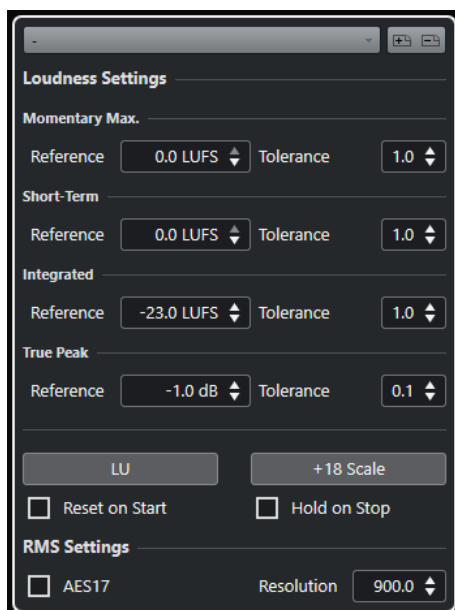 -
Loudness Settings
Momentary Max.
Reference 0.0 LUFS Tolerance 1.0
Short-Term
Reference 0.0 LUFS Tolerance 1.0
Integrated
Reference -23.0 LUFS Tolerance 1.0
True Peak
Reference -1.0 dB Tolerance 0.1
LU +18 Scale
Reset on Start Hold on Stop
RMS Settings
AES17 Resolution 900.0